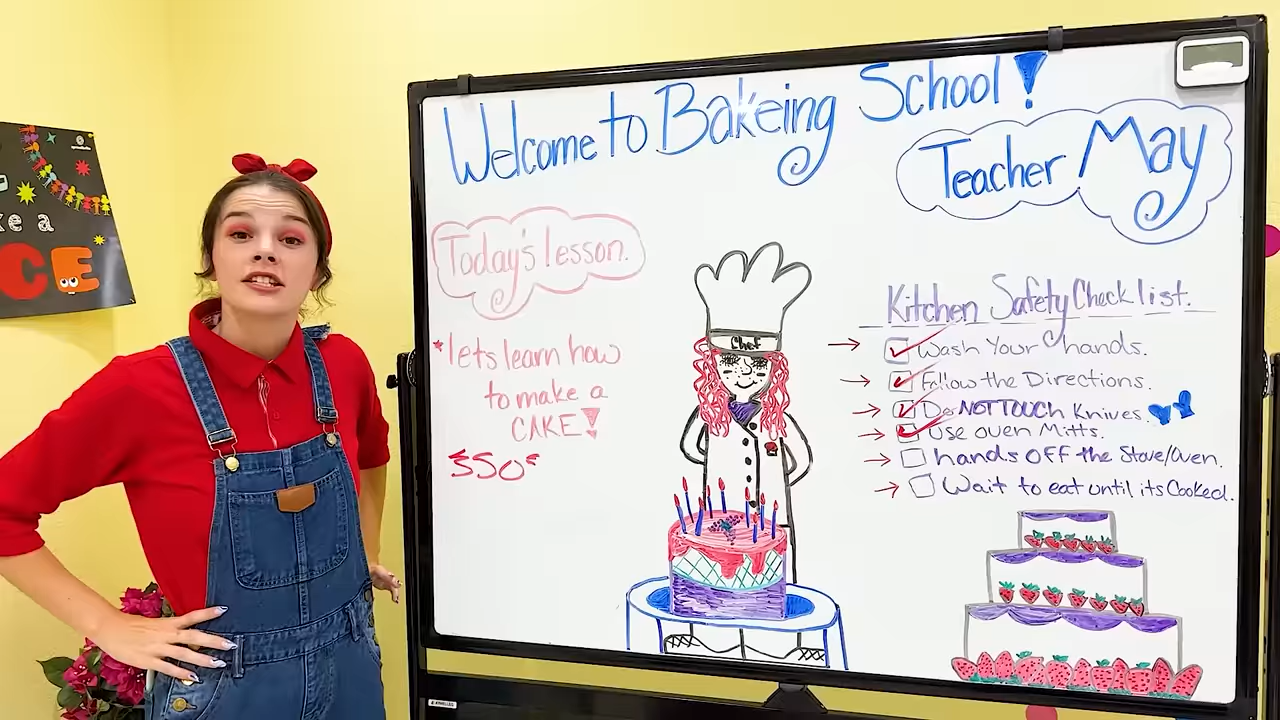 Welcome to Bakeing School!
Teacher May
Today's lesson.
*lets learn how
to make a
CAKE!
350°
Chef
Kitchen Safety Check list.
Wash Your hands.
Follow the Directions.
Do NOT TOUCH Knives.
Use oven Mitts.
hands OFF the Stove/Oven.
Wait to eat until its Cooked.
ke a
CE